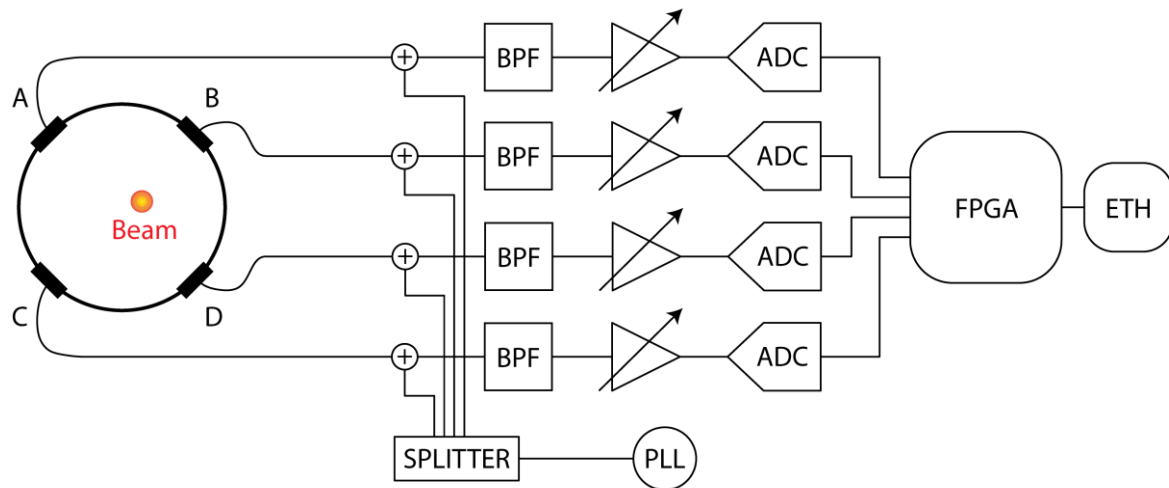 A
B
Beam
C
D
+
BPF
ADC
+
BPF
ADC
+
BPF
ADC
+
BPF
ADC
FPGA
ETH
SPLITTER
PLL